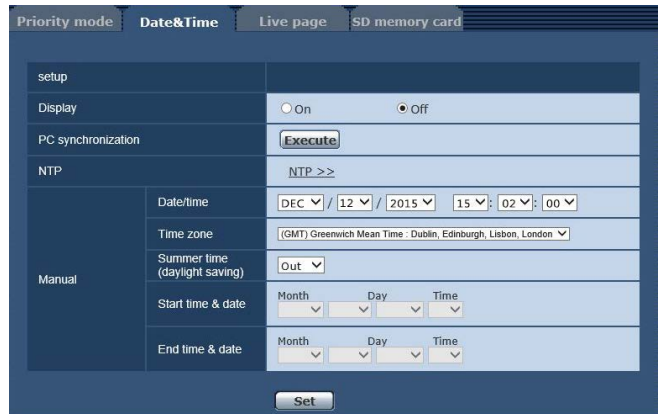 Priority mode Date&Time Live page SD memory card
setup
Display On Off
PC synchronization Execute
NTP NTP >>
Manual
Date/time DEC / 12 / 2015 15 : 02 : 00
Time zone (GMT) Greenwich Mean Time : Dublin, Edinburgh, Lisbon, London
Summer time
(daylight saving) Out
Start time & date Month Day Time
End time & date Month Day Time
Set